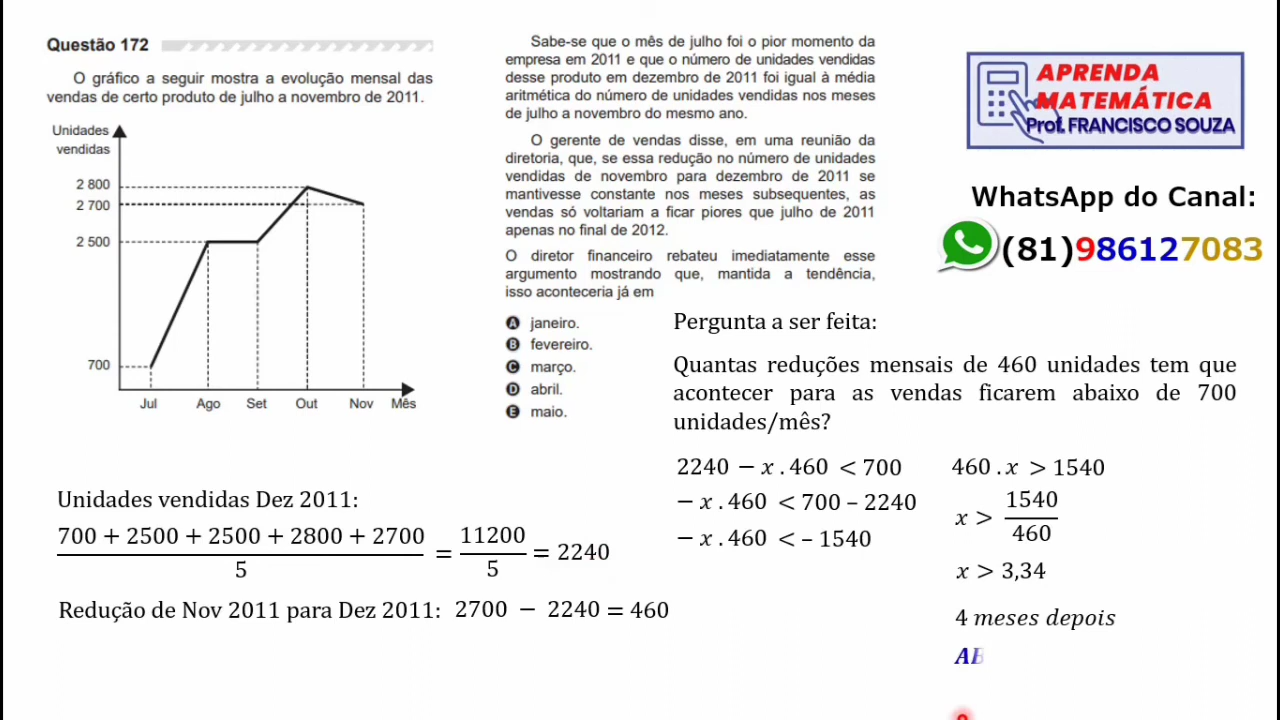 Questão 172
O gráfico a seguir mostra a evolução mensal das
vendas de certo produto de julho a novembro de 2011.
Unidades
vendidas
2 800
2 700
2 500
700
Jul Ago Set Out Nov Mês
Sabe-se que o mês de julho foi o pior momento da
empresa em 2011 e que o número de unidades vendidas
desse produto em dezembro de 2011 foi igual à média
aritmética do número de unidades vendidas nos meses
de julho a novembro do mesmo ano.
O gerente de vendas disse, em uma reunião da
diretoria, que, se essa redução no número de unidades
vendidas de novembro para dezembro de 2011 se
mantivesse constante nos meses subsequentes, as
vendas só voltariam a ficar piores que julho de 2011
apenas no final de 2012.
O diretor financeiro rebateu imediatamente esse
argumento mostrando que, mantida a tendência,
isso aconteceria já em
A janeiro.
B fevereiro.
C março.
D abril.
E maio.
APRENDA
MATEMÁTICA
Prof. FRANCISCO SOUZA
WhatsApp do Canal:
(81)986127083
Pergunta a ser feita:
Quantas reduções mensais de 460 unidades tem que
acontecer para as vendas ficarem abaixo de 700
unidades/mês?
2240 − x . 460 < 700
− x . 460 < 700 – 2240
− x . 460 < – 1540
460 . x > 1540
x > 1540/460
x > 3,34
4 meses depois
AB
Unidades vendidas Dez 2011:
700 + 2500 + 2500 + 2800 + 2700 / 5 = 11200 / 5 = 2240
Redução de Nov 2011 para Dez 2011: 2700 − 2240 = 460